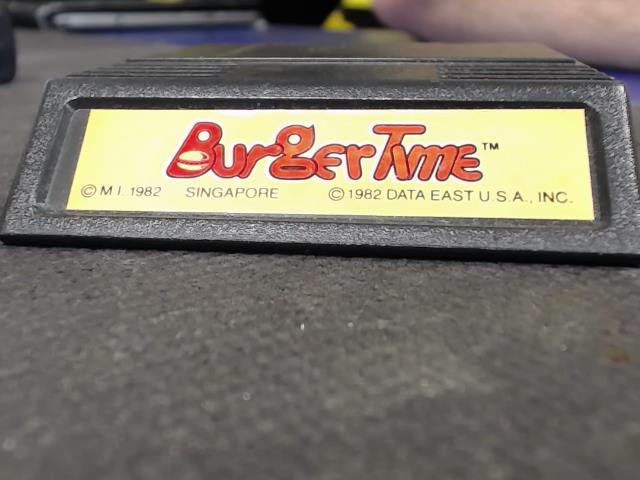 BurgerTime™
© M I. 1982 SINGAPORE © 1982 DATA EAST U.S.A., INC.